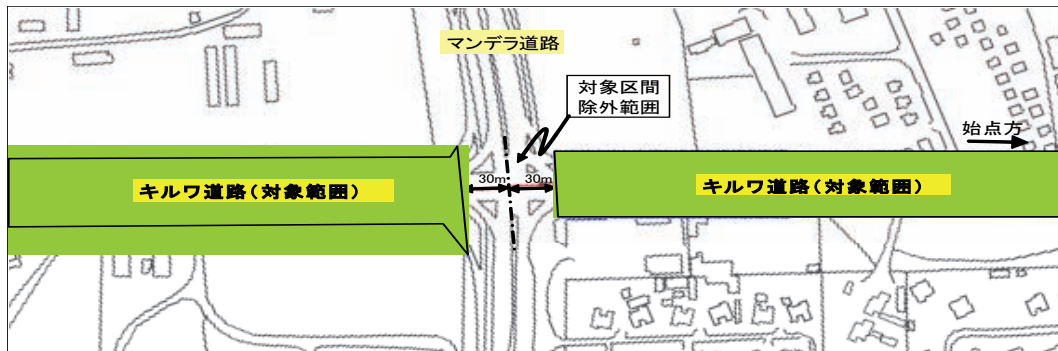 マンデラ道路
対象区間
除外範囲
始点方
30m
30m
キルワ道路(対象範囲)
キルワ道路(対象範囲)